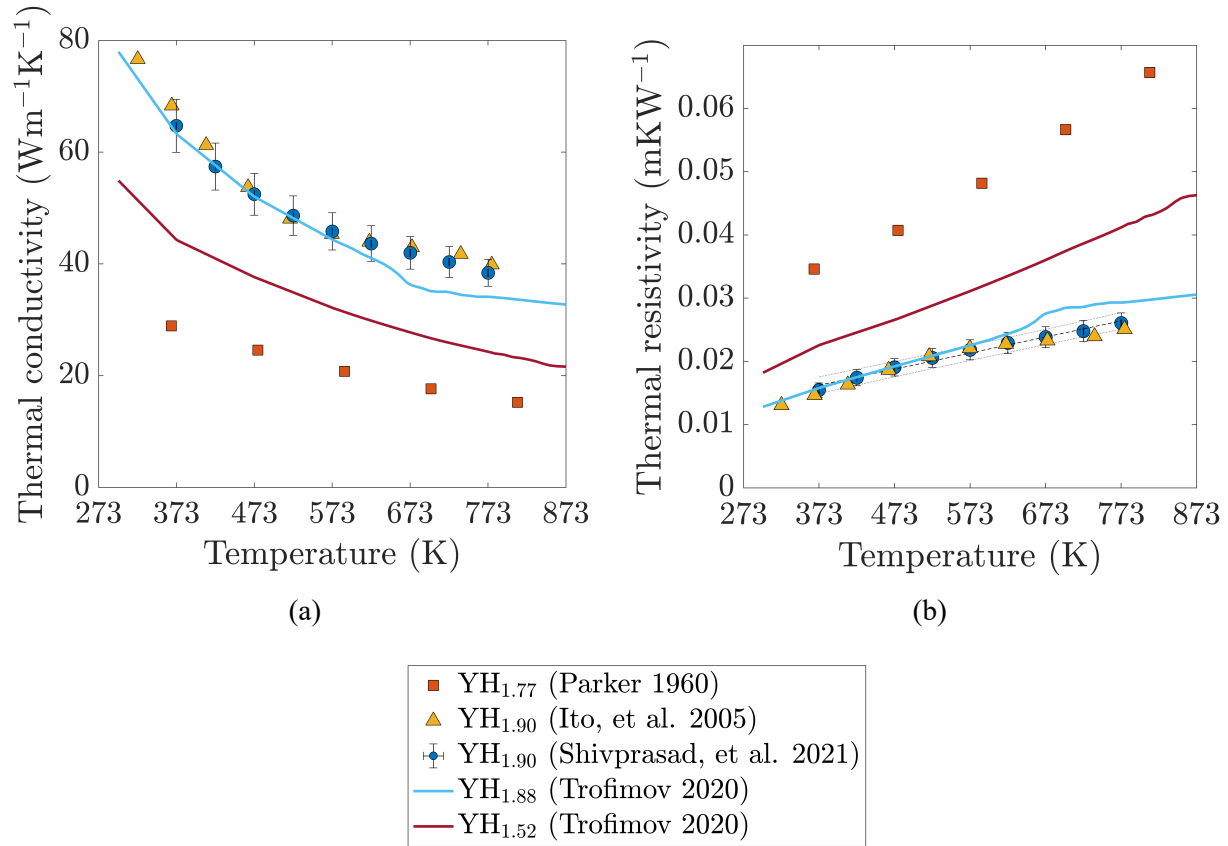 Thermal conductivity (Wm⁻¹K⁻¹)
80
60
40
20
0
273 373 473 573 673 773 873
Temperature (K)
(a)
Thermal resistivity (mKW⁻¹)
0.06
0.05
0.04
0.03
0.02
0.01
0
273 373 473 573 673 773 873
Temperature (K)
(b)
YH₁.₇₇ (Parker 1960)
YH₁.₉₀ (Ito, et al. 2005)
YH₁.₉₀ (Shivprasad, et al. 2021)
YH₁.₈₈ (Trofimov 2020)
YH₁.₅₂ (Trofimov 2020)